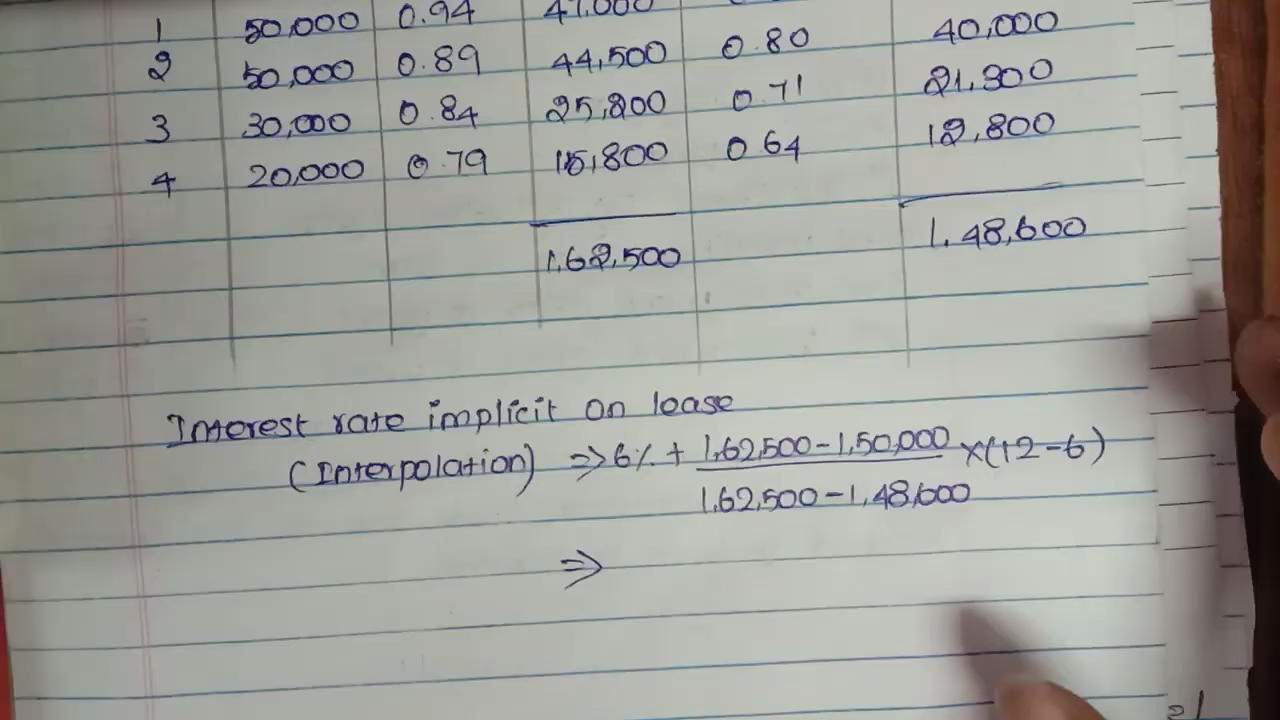 1 50,000 0.94 47,000
2 50,000 0.89 44,500 0.80 40,000
3 30,000 0.84 25,200 0.71 21,300
4 20,000 0.79 15,800 0.64 12,800
1,62,500 1,48,600
Interest rate implicit on lease
(Interpolation) ⇒ 6% + 1,62,500 - 1,50,000 × (12-6)
1,62,500 - 1,48,600
⇒